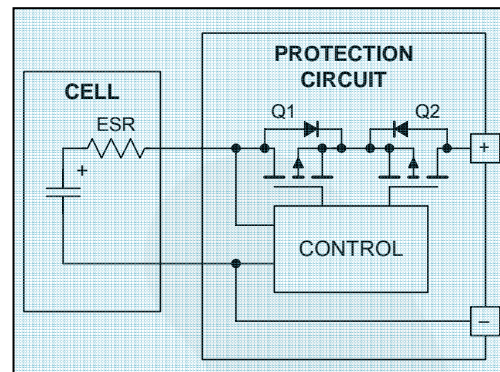 PROTECTION
CIRCUIT
CELL
ESR
+
Q1
Q2
+
CONTROL
−